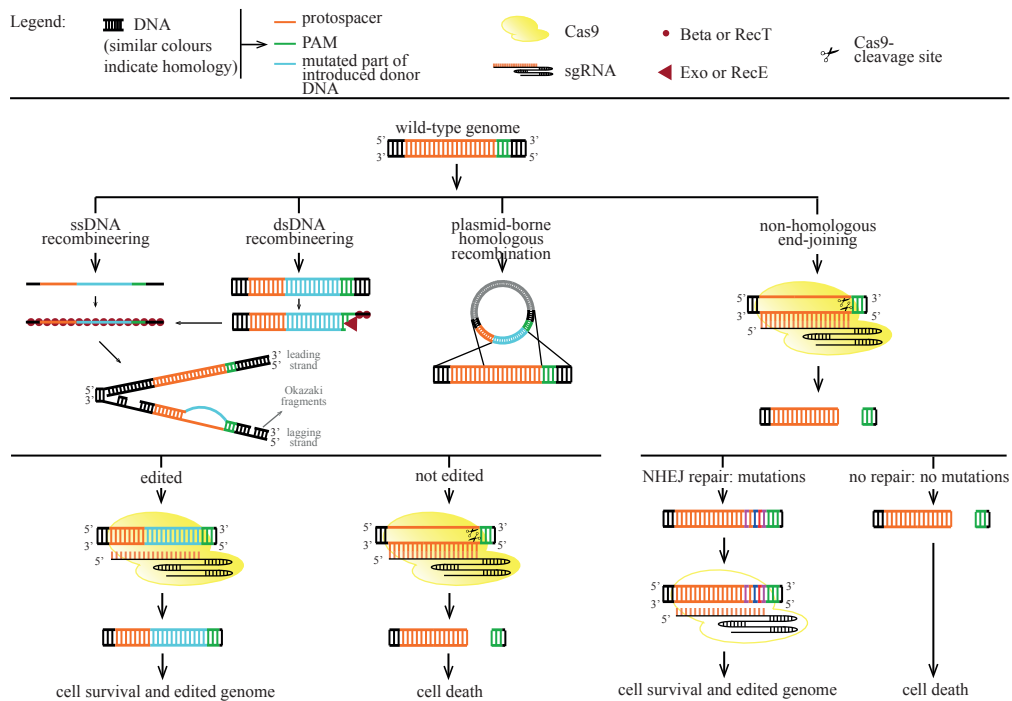 Legend:
DNA
(similar colours
indicate homology)
protospacer
PAM
mutated part of
introduced donor
DNA
Cas9
sgRNA
Beta or RecT
Exo or RecE
Cas9-
cleavage site
wild-type genome
5’ 3’
3’ 5’
ssDNA
recombineering
dsDNA
recombineering
plasmid-borne
homologous
recombination
non-homologous
end-joining
5’ 3’
3’ 5’
5’
3’
5’
leading
strand
5’
3’
Okazaki
fragments
3’
5’
lagging
strand
edited
not edited
NHEJ repair: mutations
no repair: no mutations
5’ 3’
3’ 5’
5’
5’ 3’
3’ 5’
5’
5’ 3’
3’ 5’
5’
cell survival and edited genome
cell death
cell survival and edited genome
cell death